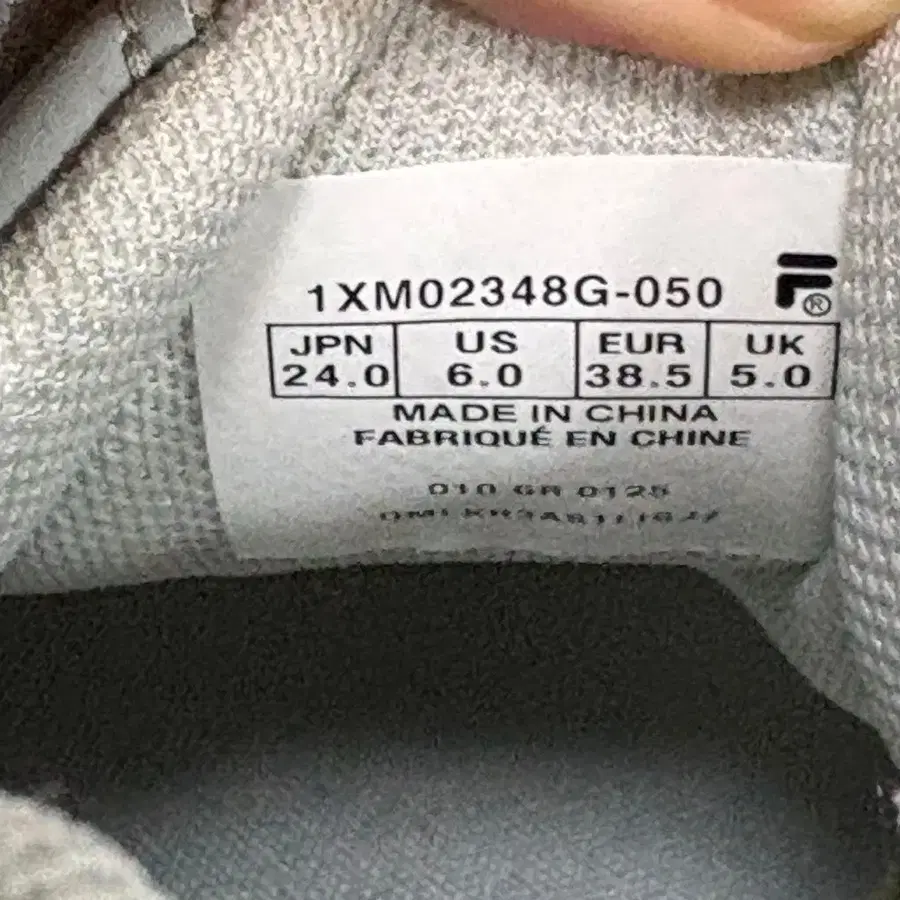 1XM02348G-050
JPN US EUR UK
24.0 6.0 38.5 5.0
MADE IN CHINA
FABRIQUÉ EN CHINE
010 GR 0125